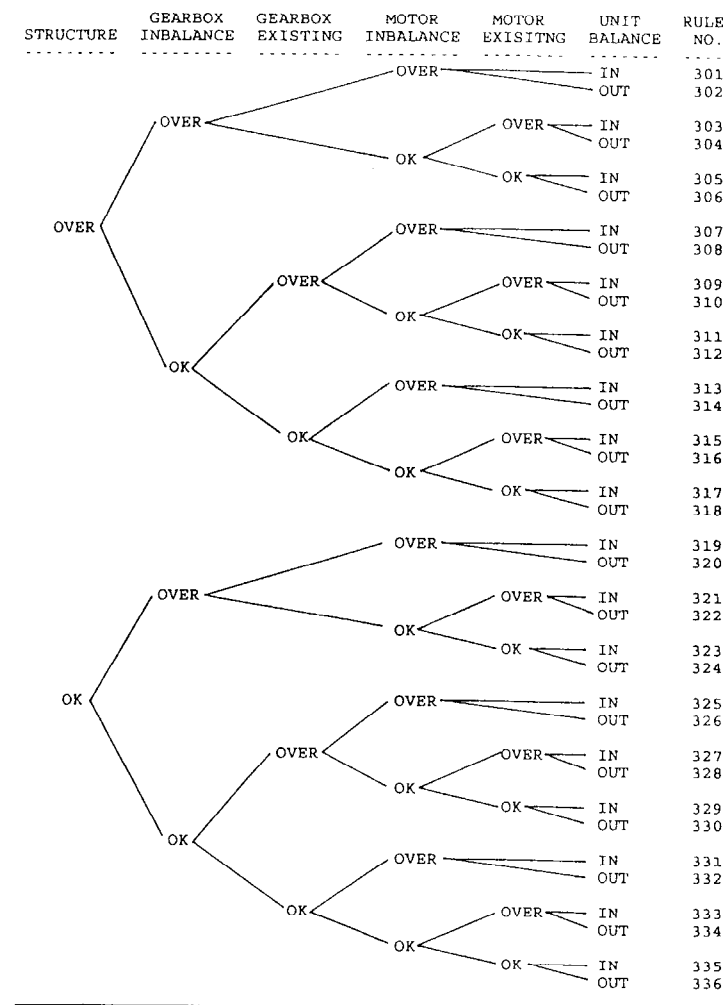 GEARBOX GEARBOX MOTOR MOTOR UNIT RULE
STRUCTURE INBALANCE EXISTING INBALANCE EXISITNG BALANCE NO.
OVER IN 301
OUT 302
OVER OVER IN 303
OUT 304
OK
OK IN 305
OUT 306
OVER OVER IN 307
OUT 308
OVER OVER IN 309
OUT 310
OK
OK IN 311
OUT 312
OK
OVER IN 313
OUT 314
OK OVER IN 315
OUT 316
OK
OK IN 317
OUT 318
OVER IN 319
OUT 320
OVER OVER IN 321
OUT 322
OK
OK IN 323
OUT 324
OK OVER IN 325
OUT 326
OVER OVER IN 327
OUT 328
OK
OK IN 329
OUT 330
OK
OVER IN 331
OUT 332
OK OVER IN 333
OUT 334
OK
OK IN 335
OUT 336